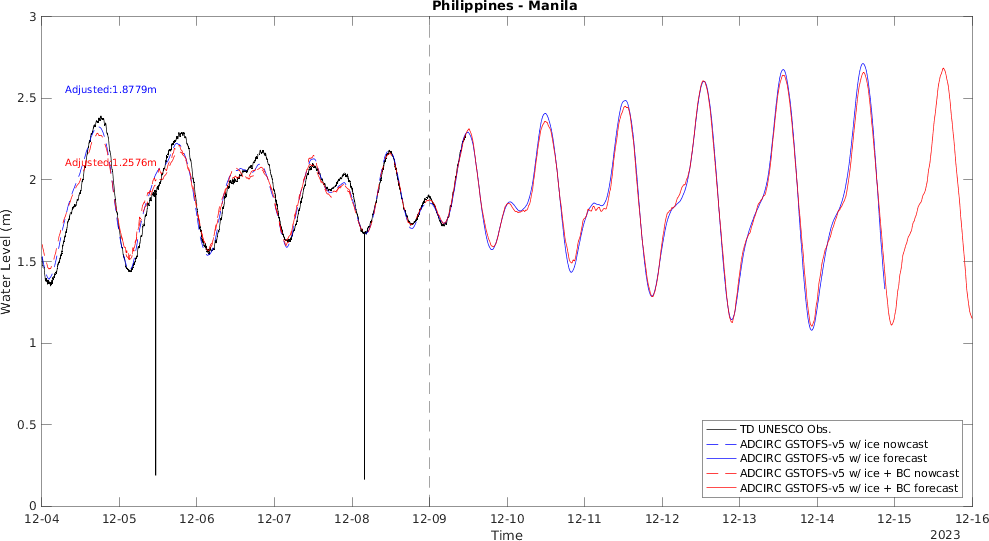 Philippines - Manila
3
2.5
2
1.5
1
0.5
0
Water Level (m)
Adjusted:1.8779m
Adjusted:1.2576m
TD UNESCO Obs.
ADCIRC GSTOFS-v5 w/ ice nowcast
ADCIRC GSTOFS-v5 w/ ice forecast
ADCIRC GSTOFS-v5 w/ ice + BC nowcast
ADCIRC GSTOFS-v5 w/ ice + BC forecast
12-04 12-05 12-06 12-07 12-08 12-09 12-10 12-11 12-12 12-13 12-14 12-15 12-16
Time
2023